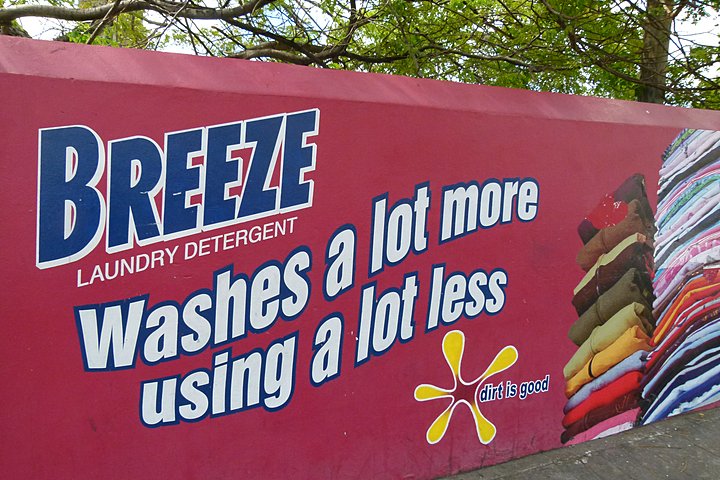 BREEZE
LAUNDRY DETERGENT
Washes a lot more
using a lot less
dirt is good